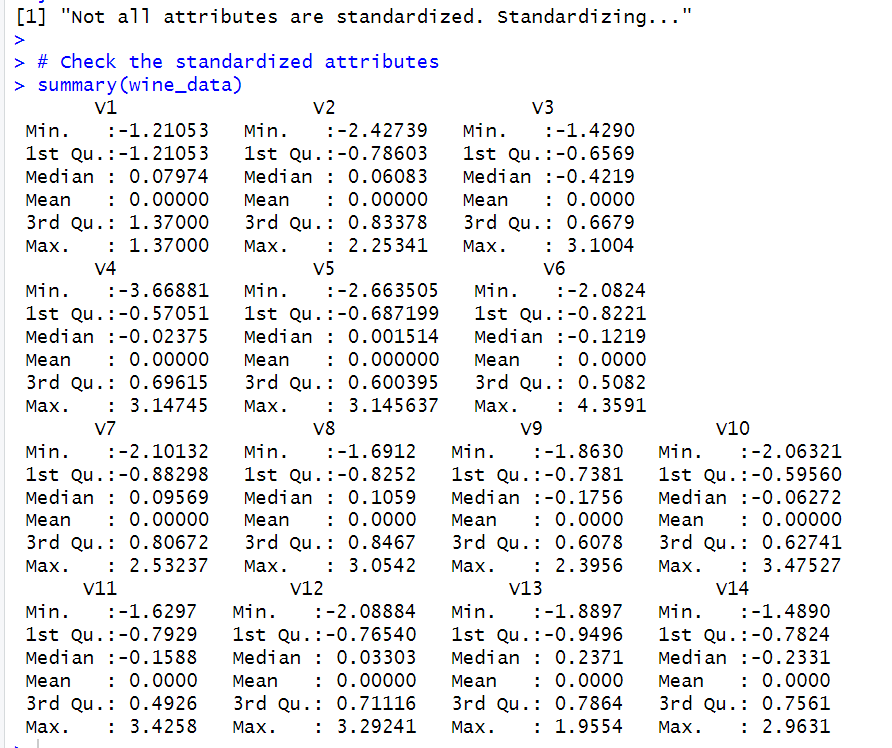 [1] "Not all attributes are standardized. Standardizing..."
>
> # Check the standardized attributes
> summary(wine_data)
V1 V2 V3
Min. :-1.21053 Min. :-2.42739 Min. :-1.4290
1st Qu.:-1.21053 1st Qu.:-0.78603 1st Qu.:-0.6569
Median : 0.07974 Median : 0.06083 Median :-0.4219
Mean : 0.00000 Mean : 0.00000 Mean : 0.0000
3rd Qu.: 1.37000 3rd Qu.: 0.83378 3rd Qu.: 0.6679
Max. : 1.37000 Max. : 2.25341 Max. : 3.1004
V4 V5 V6
Min. :-3.66881 Min. :-2.663505 Min. :-2.0824
1st Qu.:-0.57051 1st Qu.:-0.687199 1st Qu.:-0.8221
Median :-0.02375 Median : 0.001514 Median :-0.1219
Mean : 0.00000 Mean : 0.000000 Mean : 0.0000
3rd Qu.: 0.69615 3rd Qu.: 0.600395 3rd Qu.: 0.5082
Max. : 3.14745 Max. : 3.145637 Max. : 4.3591
V7 V8 V9 V10
Min. :-2.10132 Min. :-1.6912 Min. :-1.8630 Min. :-2.06321
1st Qu.:-0.88298 1st Qu.:-0.8252 1st Qu.:-0.7381 1st Qu.:-0.59560
Median : 0.09569 Median : 0.1059 Median :-0.1756 Median :-0.06272
Mean : 0.00000 Mean : 0.0000 Mean : 0.0000 Mean : 0.00000
3rd Qu.: 0.80672 3rd Qu.: 0.8467 3rd Qu.: 0.6078 3rd Qu.: 0.62741
Max. : 2.53237 Max. : 3.0542 Max. : 2.3956 Max. : 3.47527
V11 V12 V13 V14
Min. :-1.6297 Min. :-2.08884 Min. :-1.8897 Min. :-1.4890
1st Qu.:-0.7929 1st Qu.:-0.76540 1st Qu.:-0.9496 1st Qu.:-0.7824
Median :-0.1588 Median : 0.03303 Median : 0.2371 Median :-0.2331
Mean : 0.0000 Mean : 0.00000 Mean : 0.0000 Mean : 0.0000
3rd Qu.: 0.4926 3rd Qu.: 0.71116 3rd Qu.: 0.7864 3rd Qu.: 0.7561
Max. : 3.4258 Max. : 3.29241 Max. : 1.9554 Max. : 2.9631